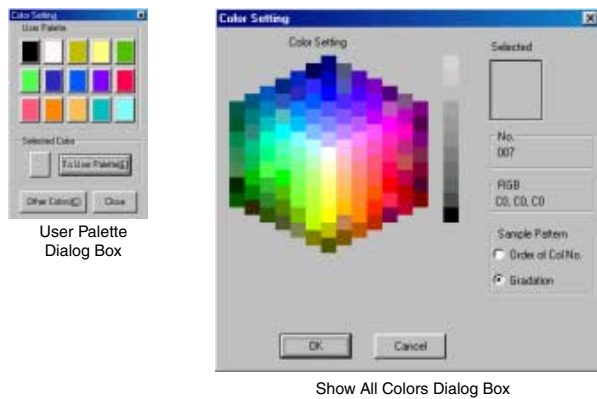 Color Setting
User Palette
Selected Color
To User Palette[E]
Other Colors[C]
Close
User Palette
Dialog Box
Color Setting
Color Setting
Selected
No.
007
RGB
C0, C0, C0
Sample Pattern
Order of Col No.
Gradation
OK
Cancel
Show All Colors Dialog Box